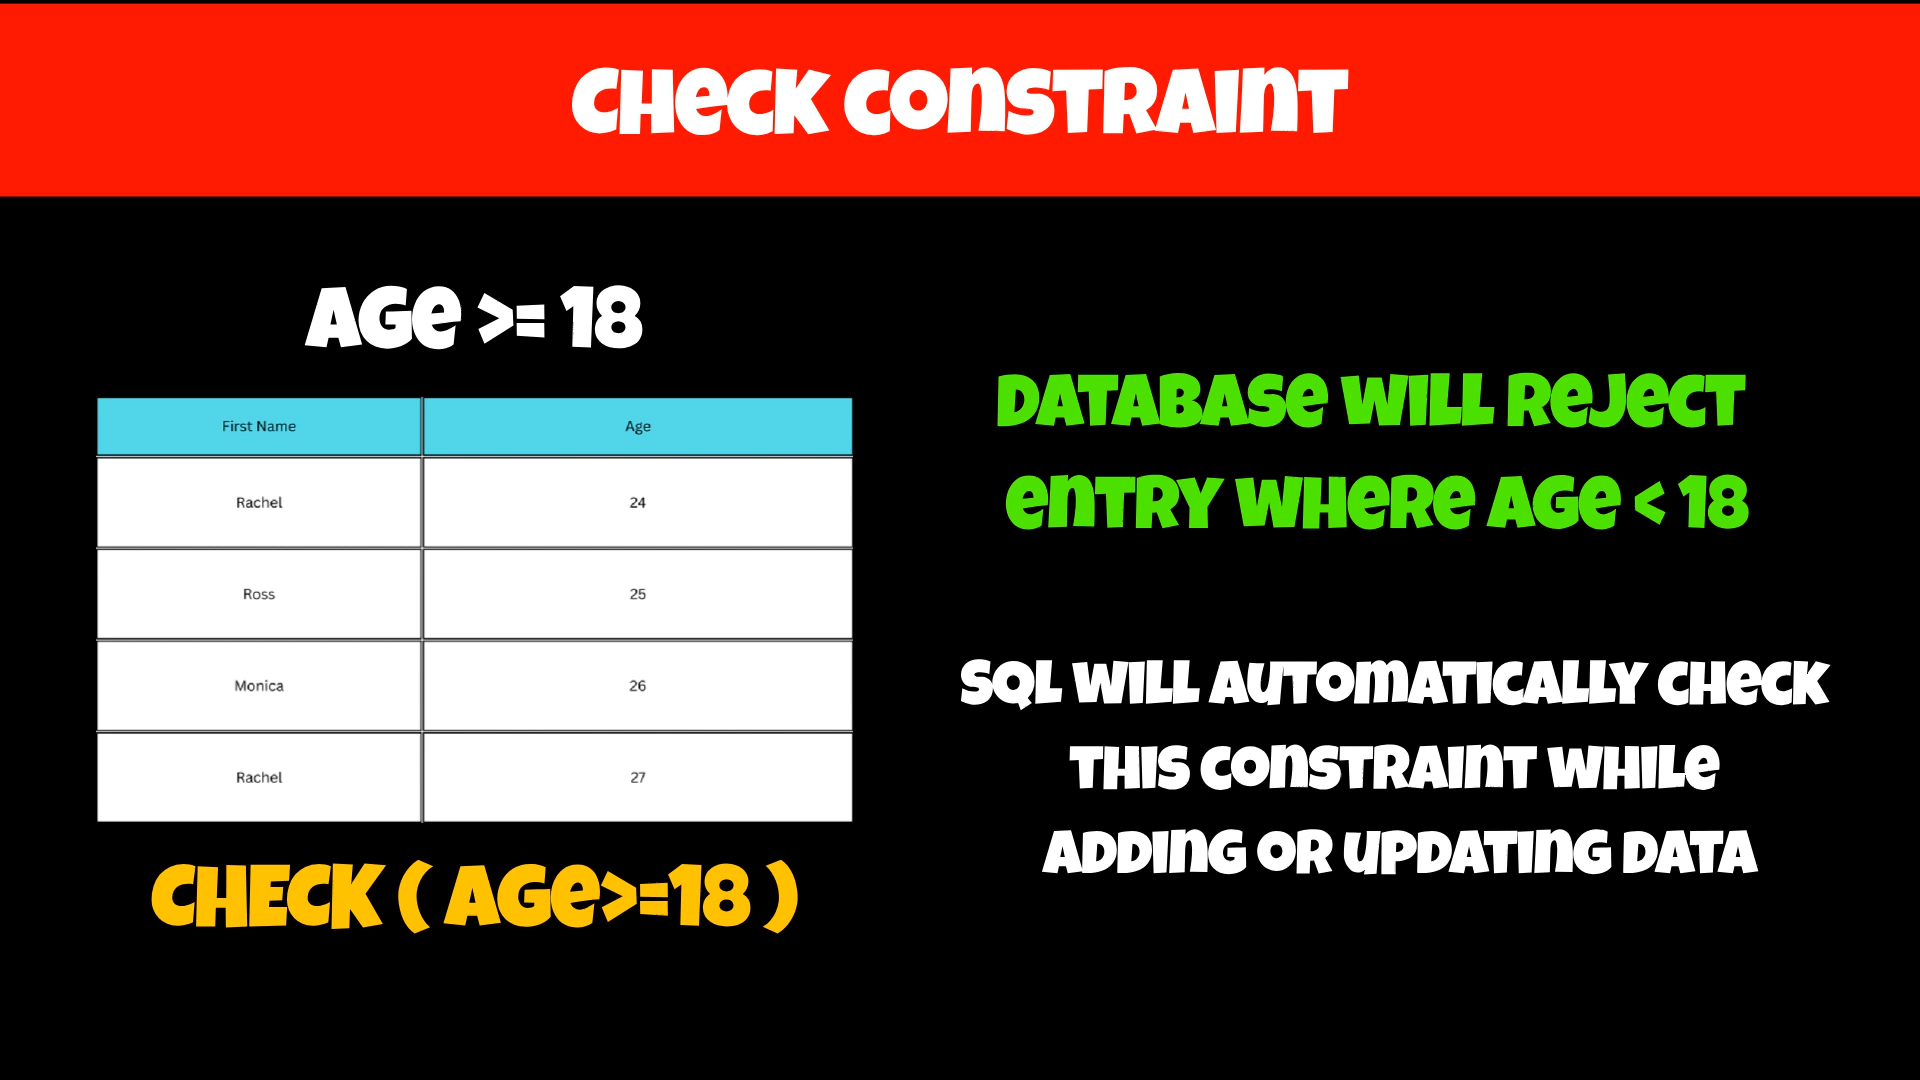 CHECK CONSTRAINT
AGE >= 18
First Name Age
Rachel 24
Ross 25
Monica 26
Rachel 27
CHECK ( AGE>=18 )
DATABASE WILL REJECT
ENTRY WHERE AGE < 18
SQL WILL AUTOMATICALLY CHECK
THIS CONSTRAINT WHILE
ADDING OR UPDATING DATA